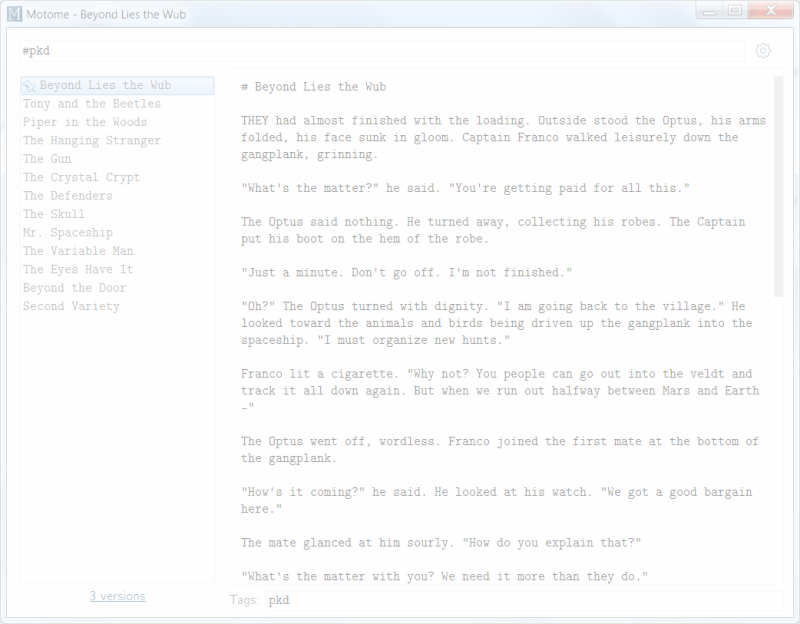 Motome - Beyond Lies the Wub
#pkd
Beyond Lies the Wub
Tony and the Beetles
Piper in the Woods
The Hanging Stranger
The Gun
The Crystal Crypt
The Defenders
The Skull
Mr. Spaceship
The Variable Man
The Eyes Have It
Beyond the Door
Second Variety
3 versions
# Beyond Lies the Wub
THEY had almost finished with the loading. Outside stood the Optus, his arms
folded, his face sunk in gloom. Captain Franco walked leisurely down the
gangplank, grinning.
"What's the matter?" he said. "You're getting paid for all this."
The Optus said nothing. He turned away, collecting his robes. The Captain
put his boot on the hem of the robe.
"Just a minute. Don't go off. I'm not finished."
"Oh?" The Optus turned with dignity. "I am going back to the village." He
looked toward the animals and birds being driven up the gangplank into the
spaceship. "I must organize new hunts."
Franco lit a cigarette. "Why not? You people can go out into the veldt and
track it all down again. But when we run out halfway between Mars and Earth
-"
The Optus went off, wordless. Franco joined the first mate at the bottom of
the gangplank.
"How's it coming?" he said. He looked at his watch. "We got a good bargain
here."
The mate glanced at him sourly. "How do you explain that?"
"What's the matter with you? We need it more than they do."
Tags: pkd